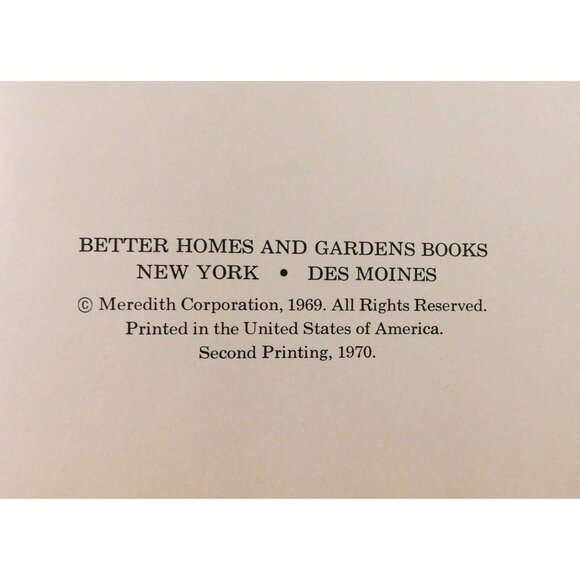 BETTER HOMES AND GARDENS BOOKS
NEW YORK • DES MOINES
© Meredith Corporation, 1969. All Rights Reserved.
Printed in the United States of America.
Second Printing, 1970.